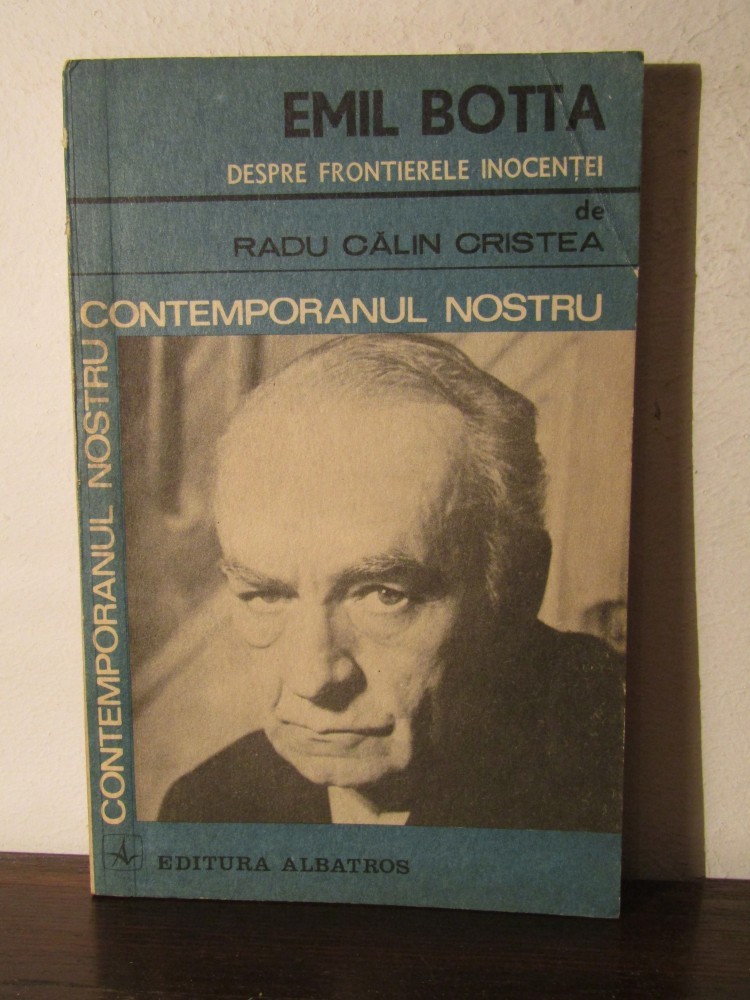 EMIL BOTTA
DESPRE FRONTIERELE INOCENȚEI
de
RADU CĂLIN CRISTEA
CONTEMPORANUL NOSTRU
CONTEMPORANUL NOSTRU
EDITURA ALBATROS